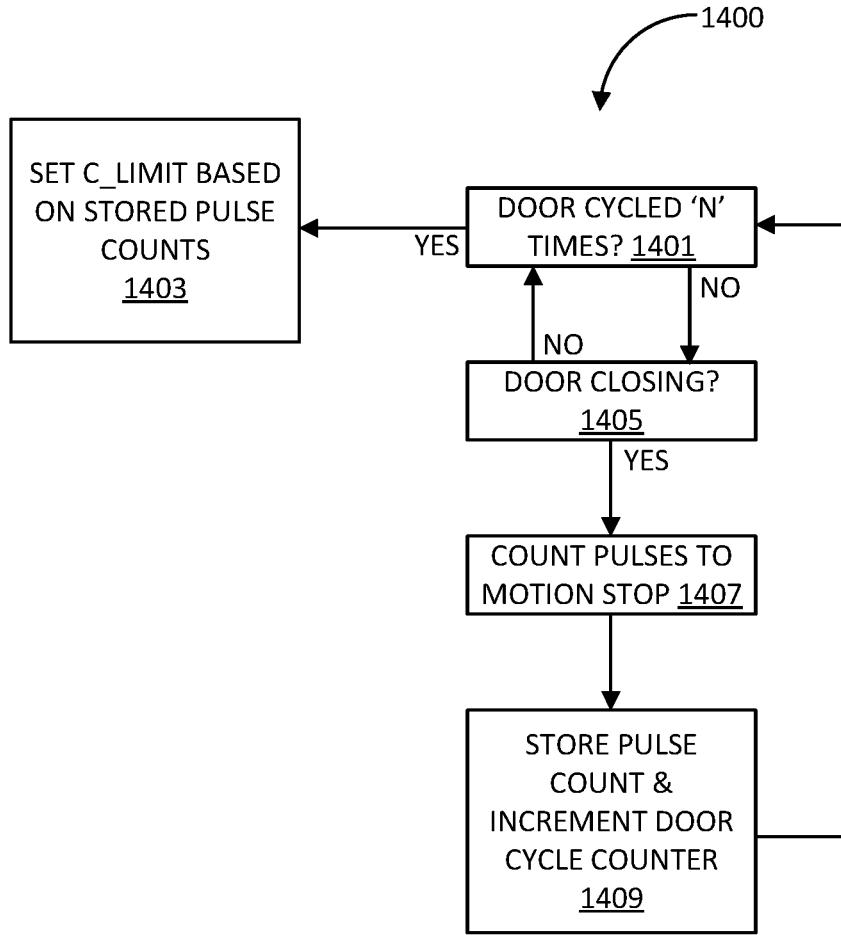 1400
SET C_LIMIT BASED
ON STORED PULSE
COUNTS
1403
DOOR CYCLED ‘N’
TIMES? 1401
YES
NO
NO
DOOR CLOSING?
1405
YES
COUNT PULSES TO
MOTION STOP 1407
STORE PULSE
COUNT &
INCREMENT DOOR
CYCLE COUNTER
1409